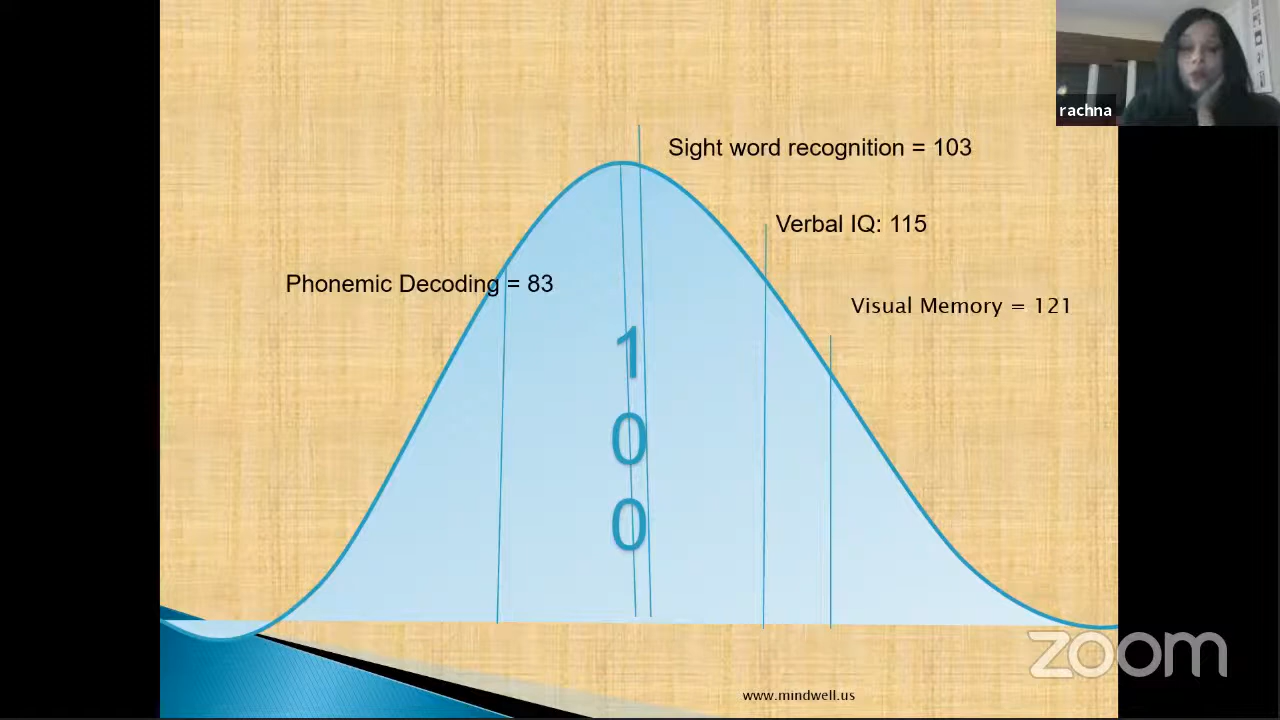 rachna
Sight word recognition = 103
Verbal IQ: 115
Phonemic Decoding = 83
Visual Memory = 121
1
0
0
zoom
www.mindwell.us